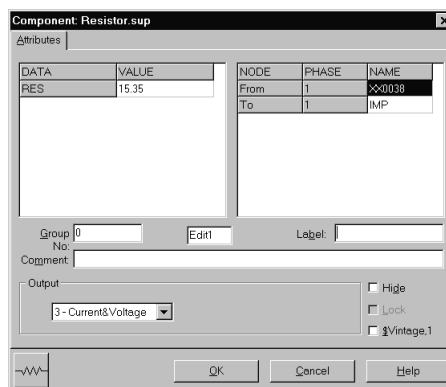 Component: Resistor.sup
Attributes
DATA VALUE
RES 15.35
NODE PHASE NAME
From 1 XX0038
To 1 IMP
Group No: 0
Edit1
Label:
Comment:
Output
3 - Current&Voltage
Hide
Lock
$Vintage,1
OK Cancel Help